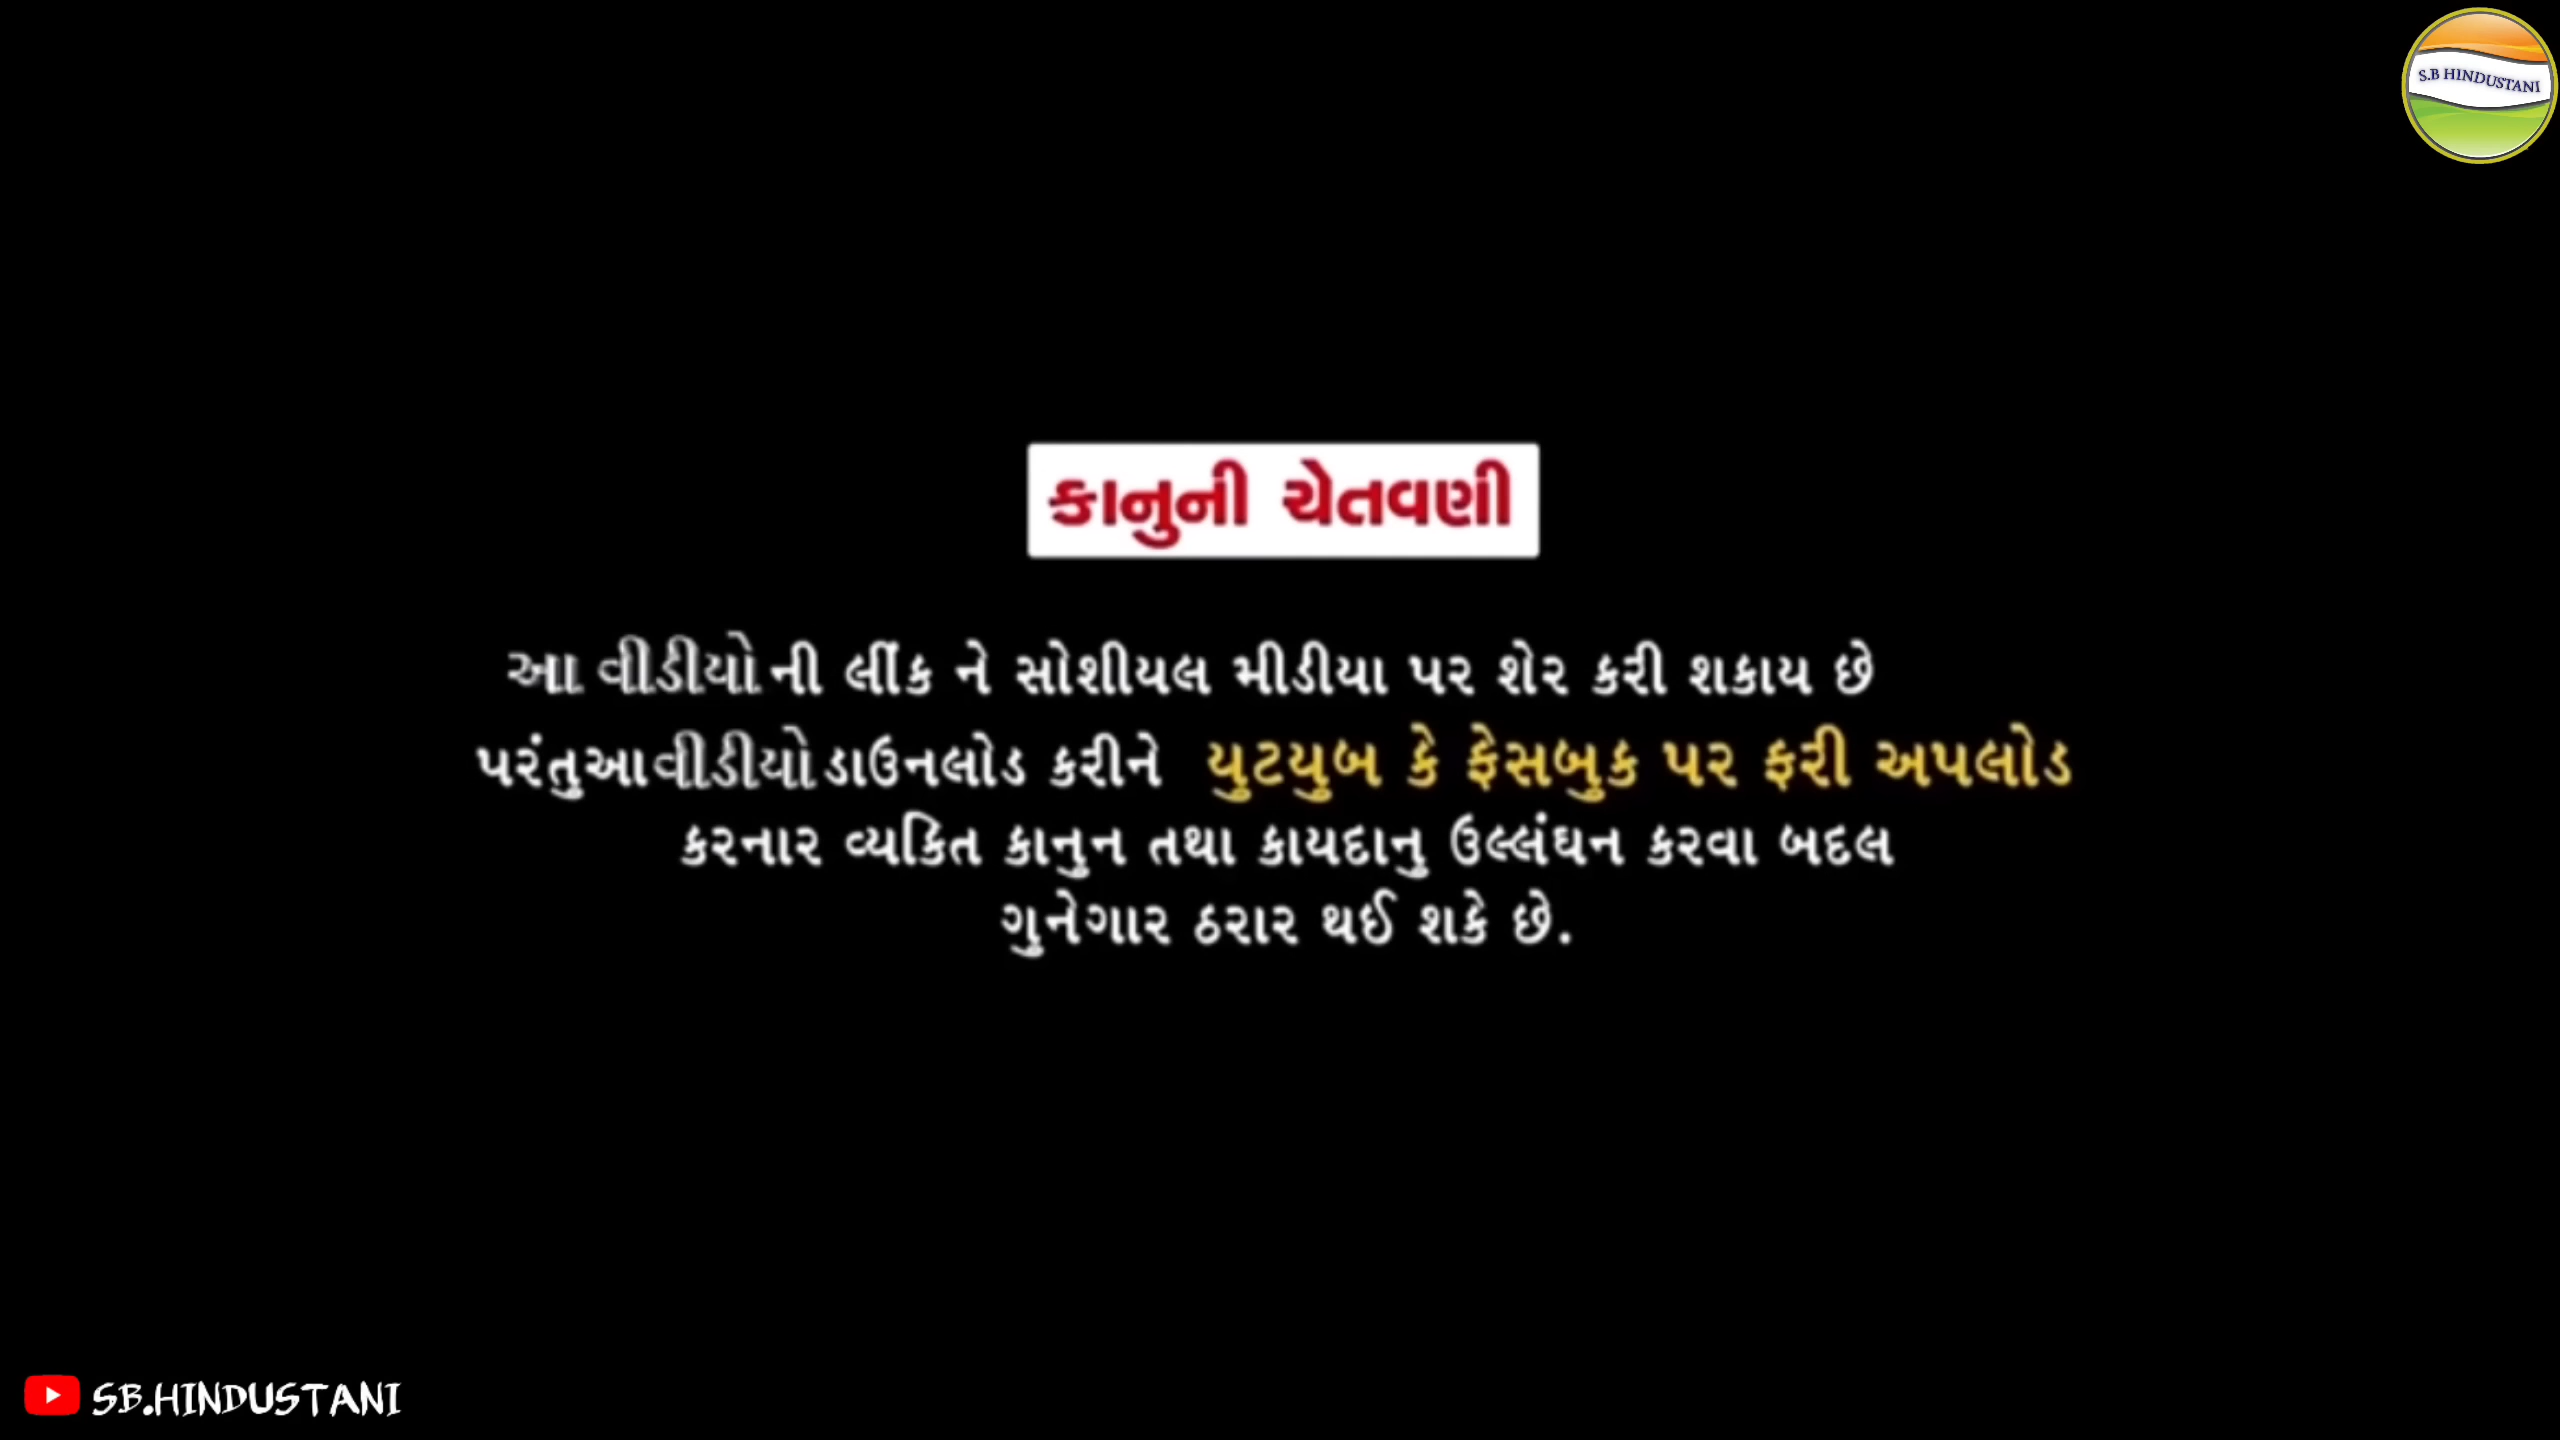 S.B HINDUSTANI
કાનુની ચેતવણી
આ વીડીયો ની લીંક ને સોશીયલ મીડીયા પર શેર કરી શકાય છે
પરંતુઆવીડીયો ડાઉનલોડ કરીને યુટયુબ કે ફેસબુક પર ફરી અપલોડ
કરનાર વ્યકિત કાનુન તથા કાયદાનુ ઉલ્લંઘન કરવા બદલ
ગુનેગાર ઠરાર થઈ શકે છે.
SB.HINDUSTANI